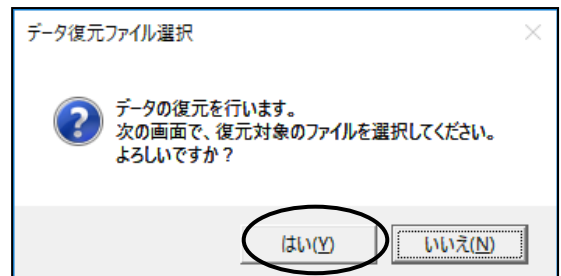 データ復元ファイル選択
データの復元を行います。
次の画面で、復元対象のファイルを選択してください。
よろしいですか？
はい(Y)
いいえ(N)